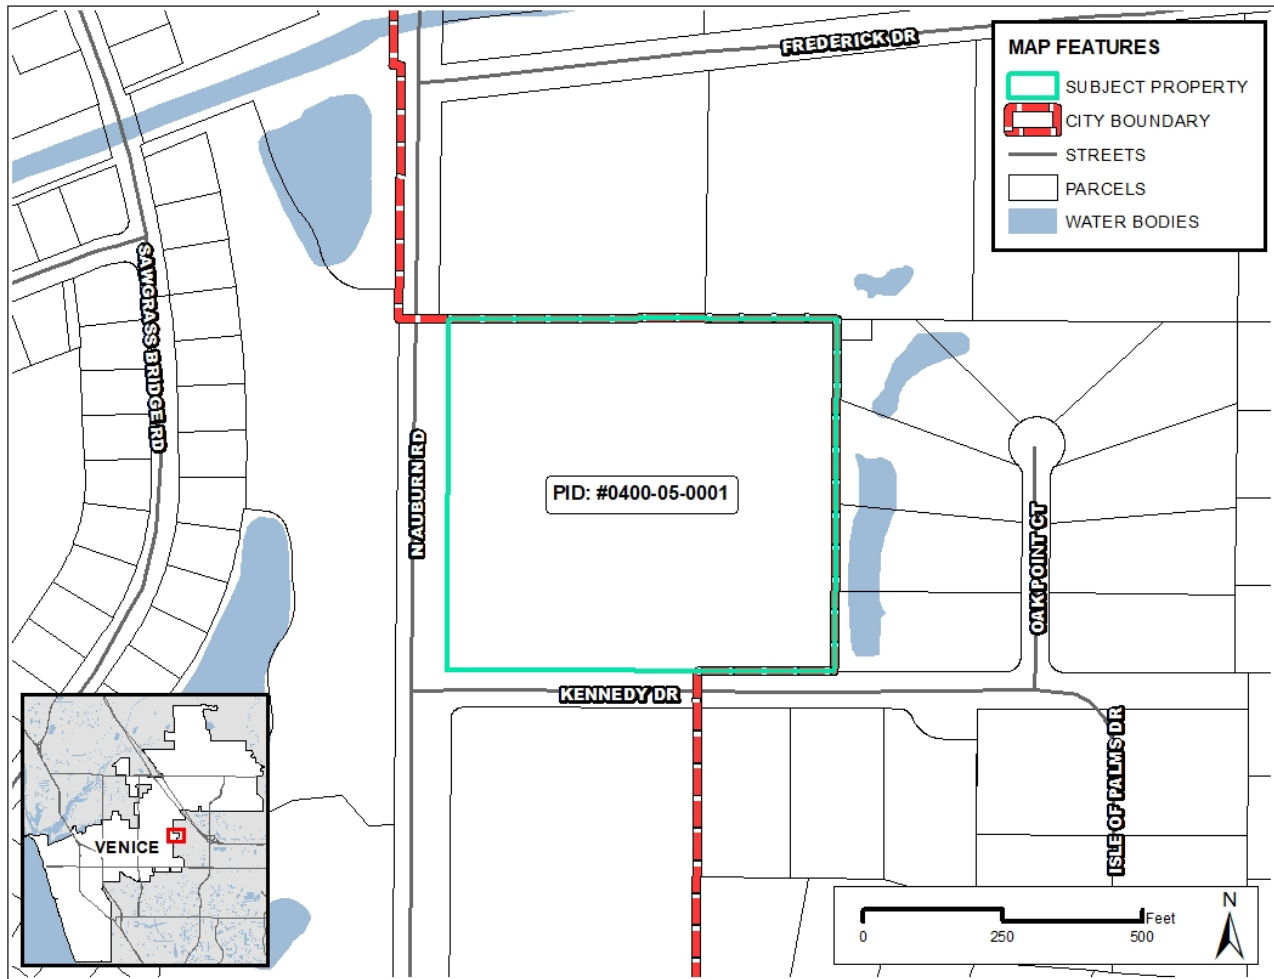 FREDERICK DR
MAP FEATURES
SUBJECT PROPERTY
CITY BOUNDARY
STREETS
PARCELS
WATER BODIES
SAWGRASS BRIDGE RD
N AUBURN RD
PID: #0400-05-0001
OAK POINT CT
KENNEDY DR
ISLE OF PALMS DR
VENICE
N
Feet
0 250 500